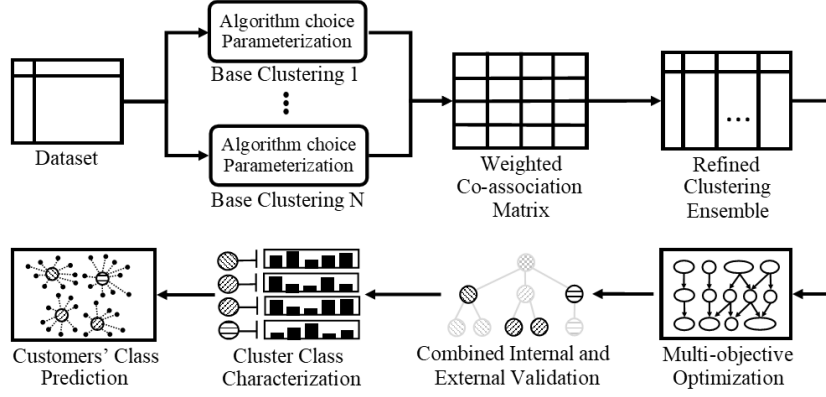 Algorithm choice
Parameterization
Base Clustering 1
Algorithm choice
Parameterization
Base Clustering N
Dataset
Weighted
Co-association
Matrix
Refined
Clustering
Ensemble
Customers’ Class
Prediction
Cluster Class
Characterization
Combined Internal and
External Validation
Multi-objective
Optimization